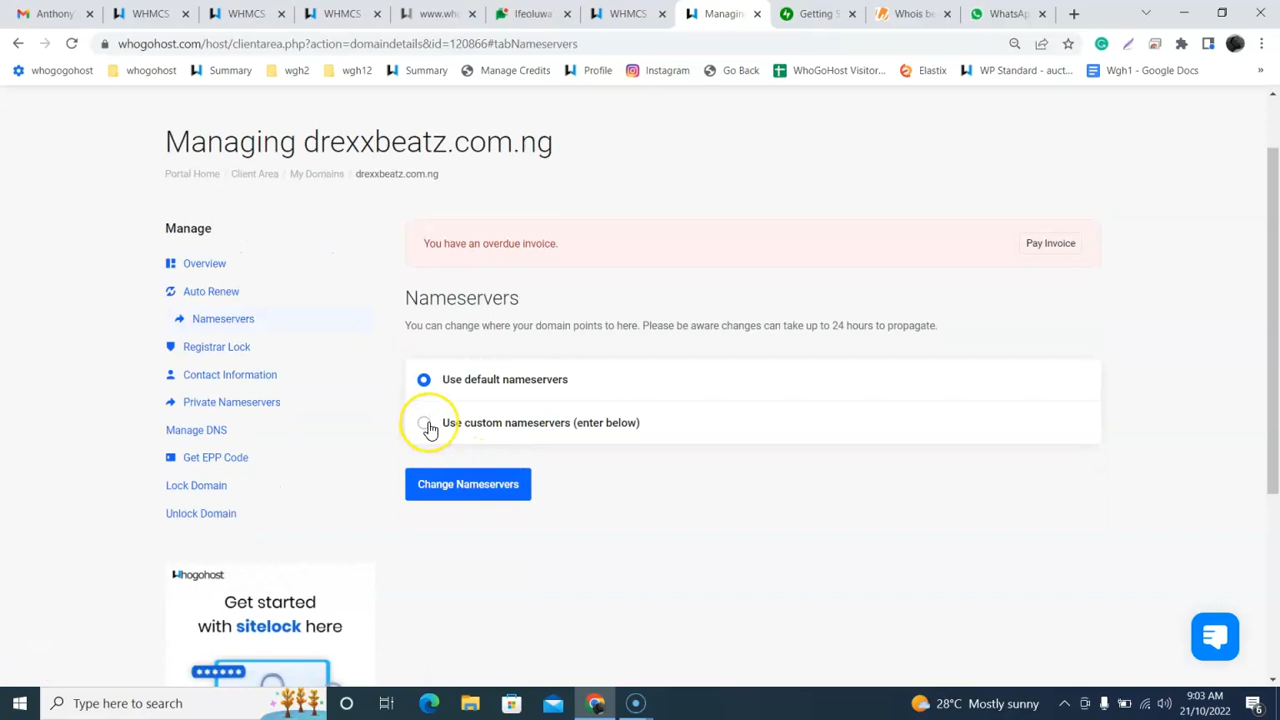 Anthony
WHMCS
WHMCS
WHMCS
www.who
Ifeoluwa
WHMCS
Managin
Getting S
Whois be
WhatsAp
whogohost.com/host/clientarea.php?action=domaindetails&id=120866#tabNameservers
whogogohost
whogohost
Summary
wgh2
wgh12
Summary
Manage Credits
Profile
Instagram
Go Back
WhoGoHost Visitor...
Elastix
WP Standard - auct...
Wgh1 - Google Docs
»
Managing drexxbeatz.com.ng
Portal Home / Client Area / My Domains / drexxbeatz.com.ng
Manage
Overview
Auto Renew
Nameservers
Registrar Lock
Contact Information
Private Nameservers
Manage DNS
Get EPP Code
Lock Domain
Unlock Domain
You have an overdue invoice.
Pay Invoice
Nameservers
You can change where your domain points to here. Please be aware changes can take up to 24 hours to propagate.
Use default nameservers
Use custom nameservers (enter below)
Change Nameservers
Whogohost
Get started
with sitelock here
Type here to search
28°C Mostly sunny
9:03 AM
21/10/2022
6